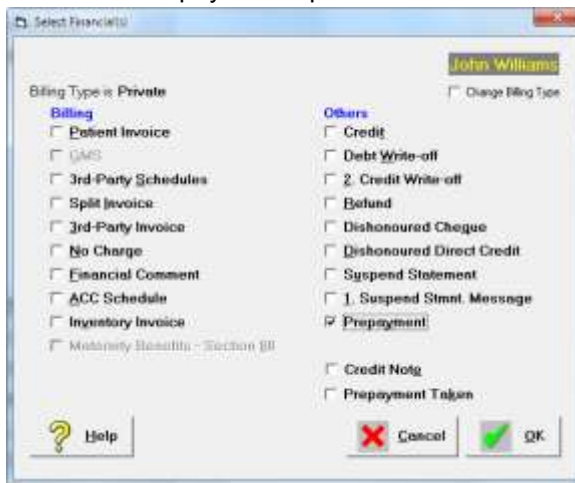 Select Financial(s)
John Williams
Billing Type is Private
Change Billing Type
Billing
Patient Invoice
GMS
3rd-Party Schedules
Split Invoice
3rd-Party Invoice
No Charge
Financial Comment
ACC Schedule
Inventory Invoice
Maternity Benefits - Section 88
Others
Credit
Debt Write-off
2. Credit Write-off
Refund
Dishonoured Cheque
Dishonoured Direct Credit
Suspend Statement
1. Suspend Stmnt. Message
Prepayment
Credit Note
Prepayment Taken
Help
Cancel
OK